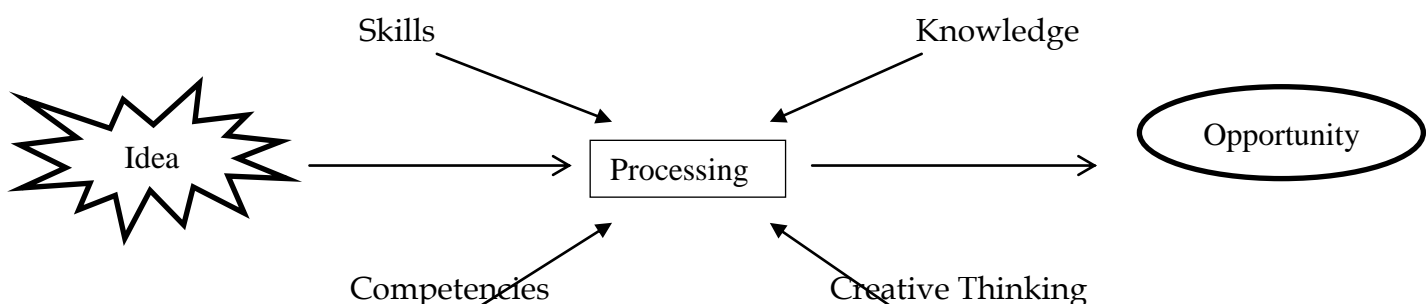 Skills Knowledge
Opportunity
Idea
Processing
Competencies Creative Thinking